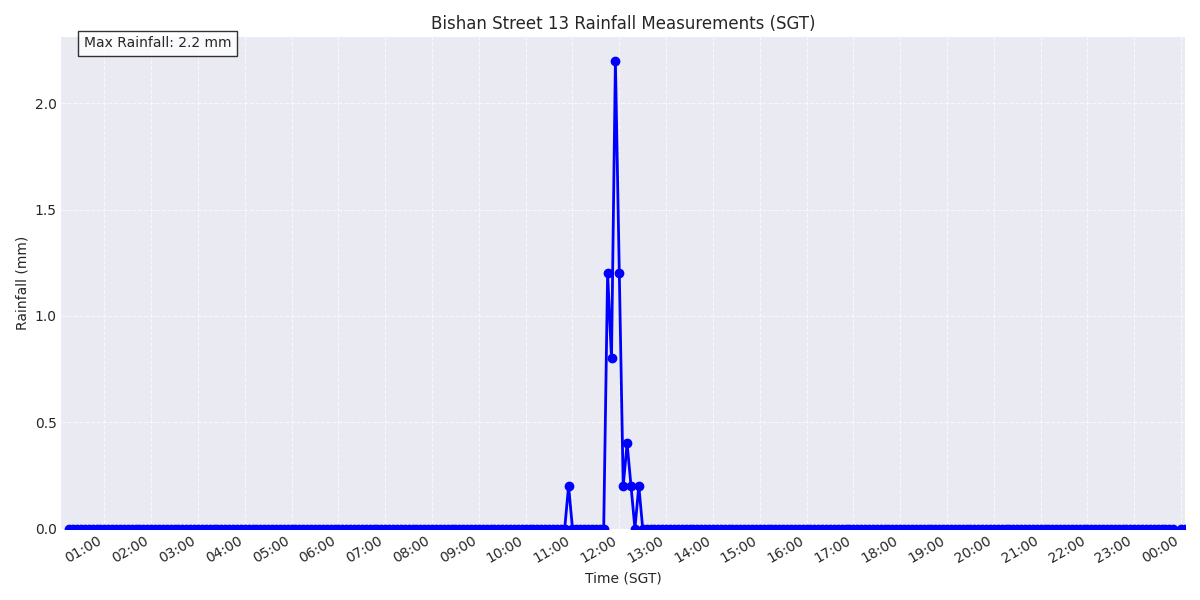 Bishan Street 13 Rainfall Measurements (SGT)
Max Rainfall: 2.2 mm
Rainfall (mm)
2.0
1.5
1.0
0.5
0.0
01:00 02:00 03:00 04:00 05:00 06:00 07:00 08:00 09:00 10:00 11:00 12:00 13:00 14:00 15:00 16:00 17:00 18:00 19:00 20:00 21:00 22:00 23:00 00:00
Time (SGT)